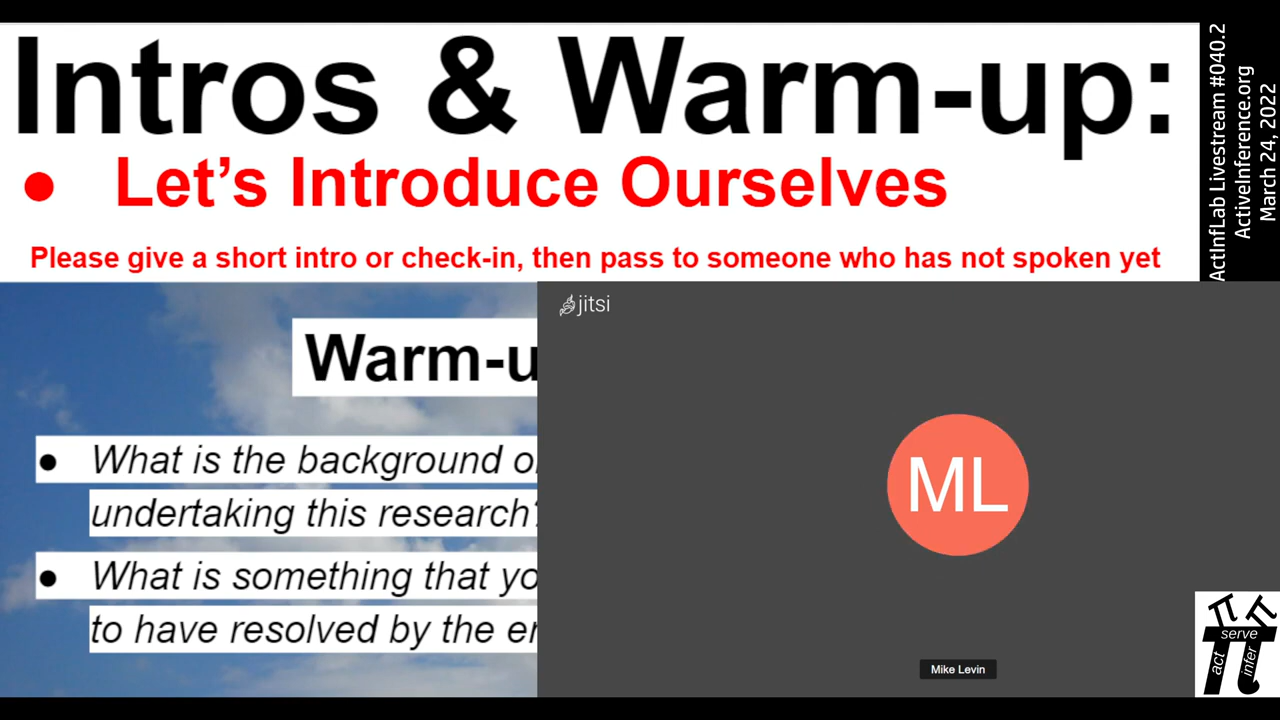 Intros & Warm-up:
● Let's Introduce Ourselves
Please give a short intro or check-in, then pass to someone who has not spoken yet
Warm-u
● What is the background o
undertaking this research?
● What is something that yo
to have resolved by the e
jitsi
ML
Mike Levin
ActInfLab Livestream #040.2
ActiveInference.org
March 24, 2022
π π
serve
π
act
infer